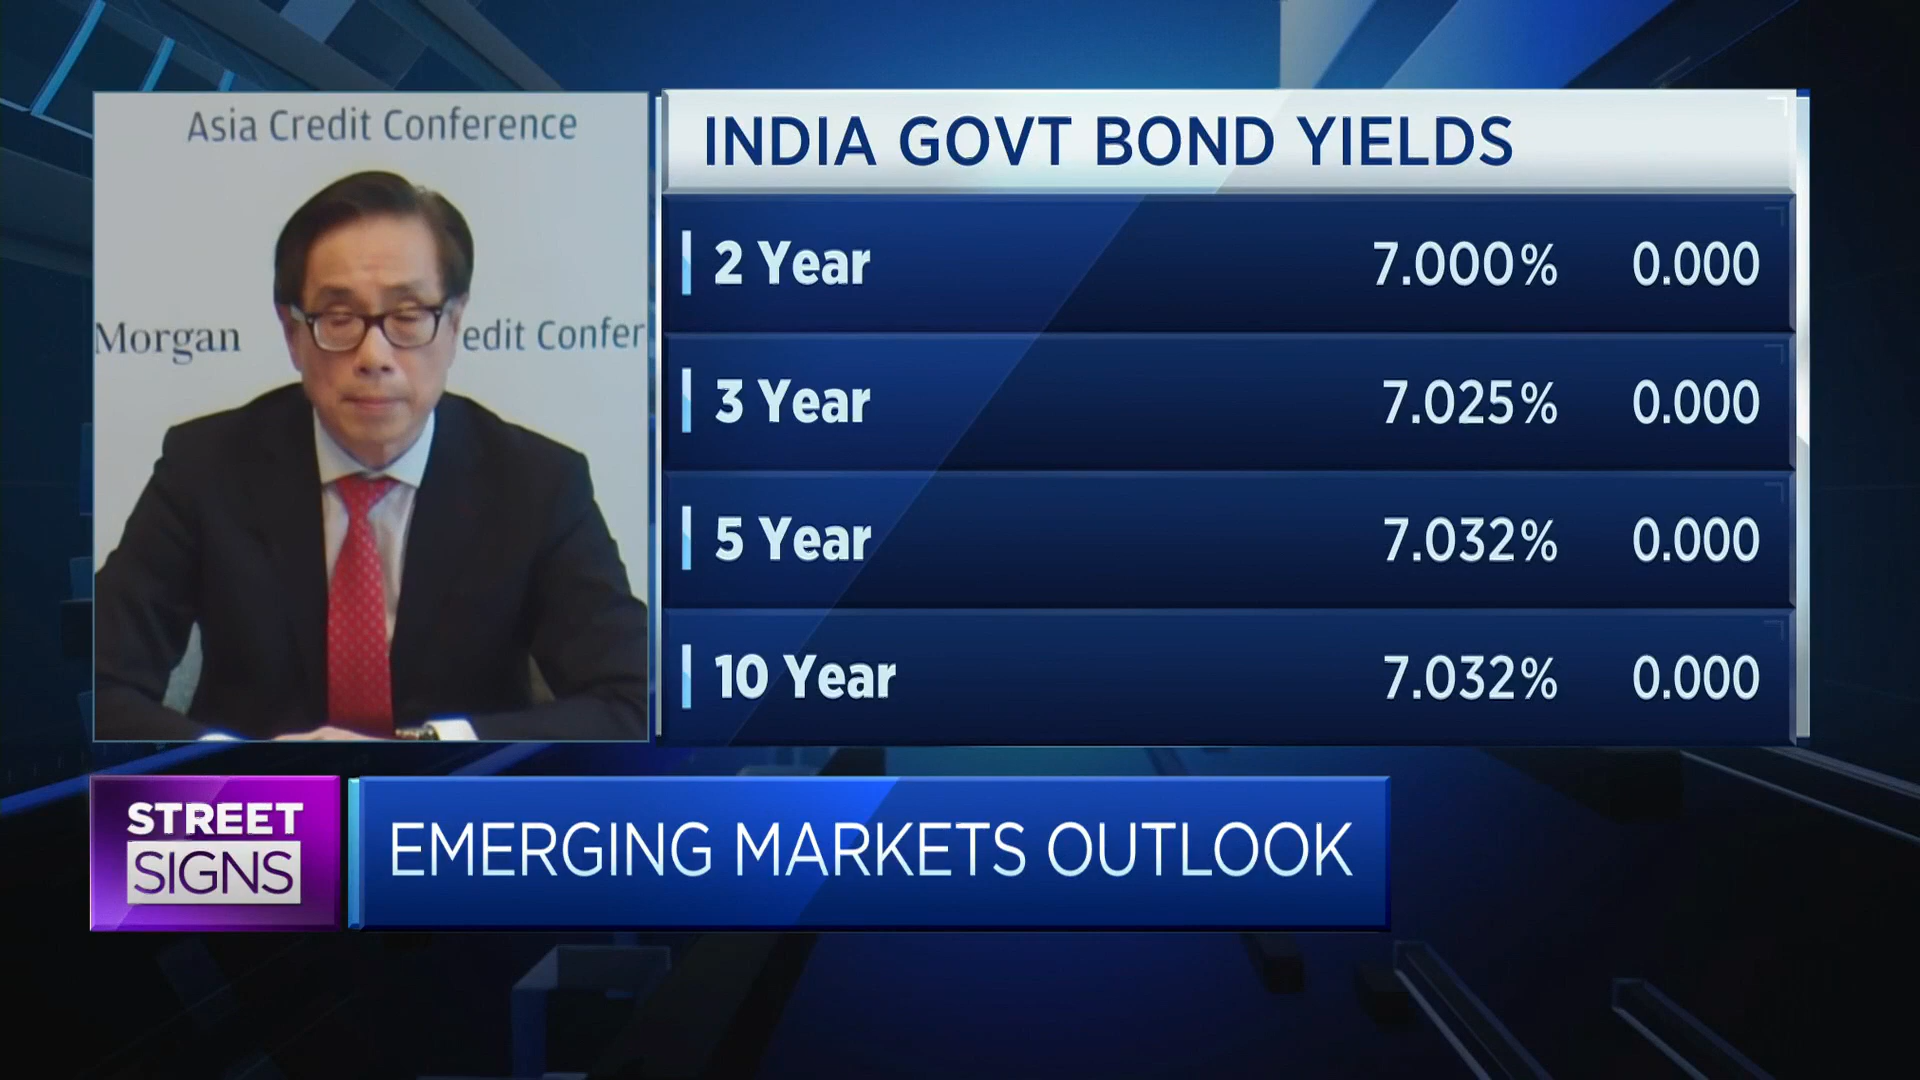 Asia Credit Conference
Morgan
edit Confer
INDIA GOVT BOND YIELDS
2 Year 7.000% 0.000
3 Year 7.025% 0.000
5 Year 7.032% 0.000
10 Year 7.032% 0.000
STREET
SIGNS
EMERGING MARKETS OUTLOOK